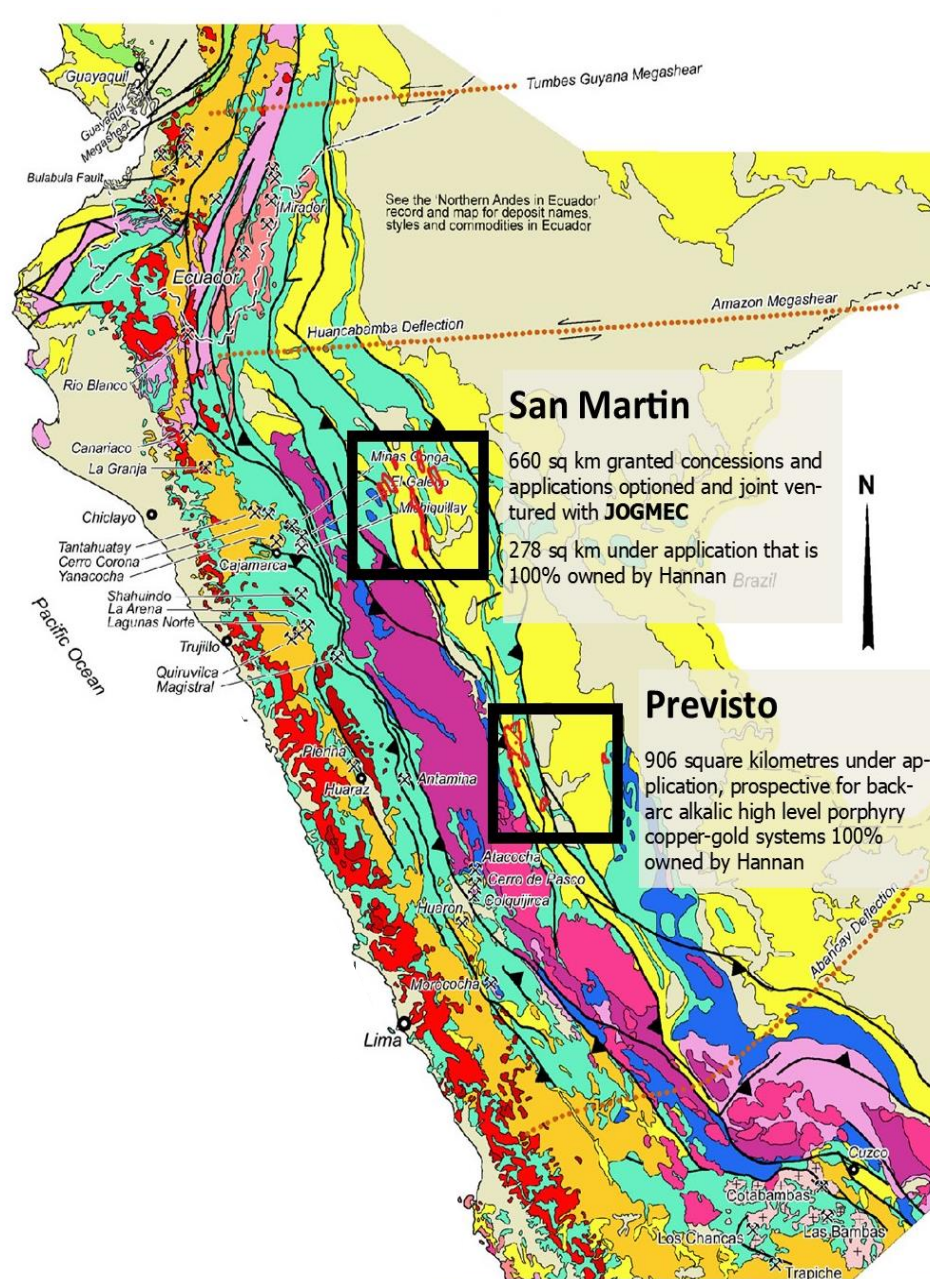 Guayaquil
Tumbes Guyana Megashear
Guayaquil
Megashear
Bulabula Fault
Mirador
See the 'Northern Andes in Ecuador'
record and map for deposit names,
styles and commodities in Ecuador
Ecuador
Amazon Megashear
Huancabamba Deflection
Rio Blanco
San Martin
660 sq km granted concessions and
applications optioned and joint ven-
tured with JOGMEC
278 sq km under application that is
100% owned by Hannan
Brazil
N
Canariaco
La Granja
Minas Conga
El Galeno
Michiquillay
Chiclayo
Tantahuatay
Cerro Corona
Yanacocha
Cajamarca
Shahuindo
La Arena
Lagunas Norte
Trujillo
Quiruvilca
Magistral
Pacific Ocean
Previsto
906 square kilometres under ap-
plication, prospective for back-
arc alkalic high level porphyry
copper-gold systems 100%
owned by Hannan
Pierina
Huaraz
Antamina
Atacocha
Cerro de Pasco
Colquijirca
Huaron
Abancay Deflection
Morococha
Lima
Cuzco
Cotabambas
Los Chancas
Las Bambas
Trapiche